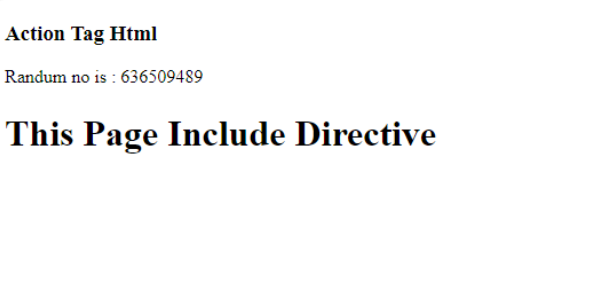 Action Tag Html
Randum no is : 636509489
This Page Include Directive